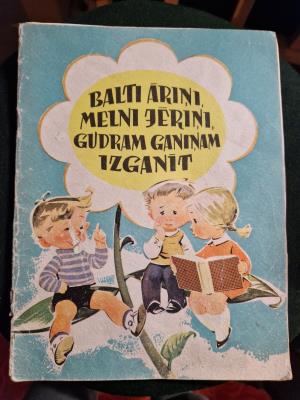 BALTI ĀRIŅI,
MELNI JĒRIŅI,
GUDRAM GANIŅAM
IZGANĪT